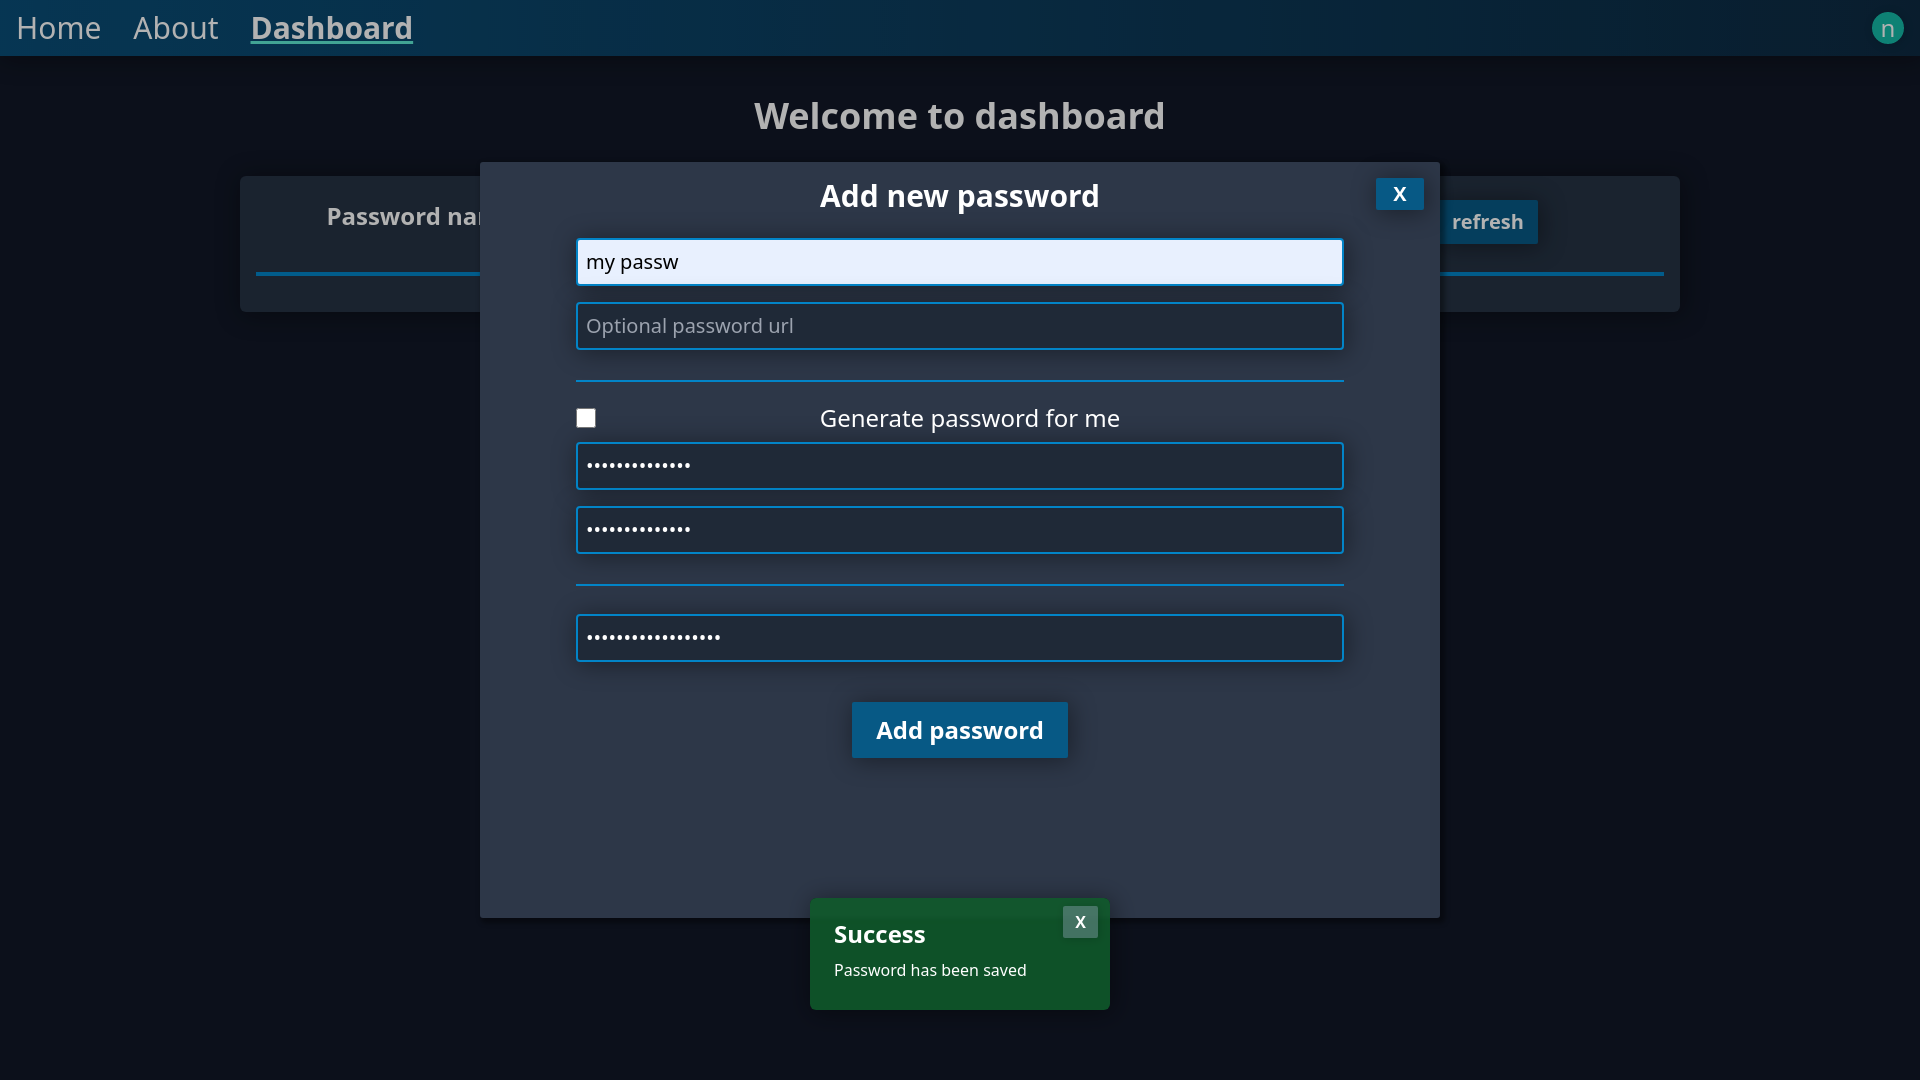 Home About Dashboard
n
Welcome to dashboard
Password
refresh
Add new password
X
my passw
Optional password url
Generate password for me
••••••••••••••
••••••••••••••
••••••••••••••••••
Add password
Success
X
Password has been saved